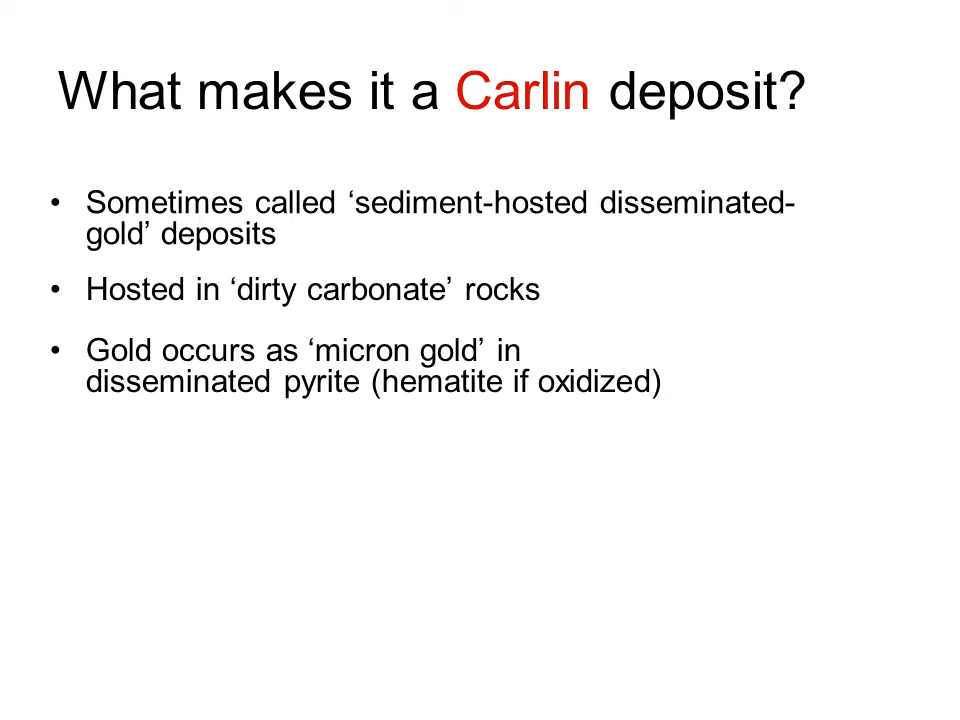 What makes it a Carlin deposit?
• Sometimes called ‘sediment-hosted disseminated-
gold’ deposits
• Hosted in ‘dirty carbonate’ rocks
• Gold occurs as ‘micron gold’ in
disseminated pyrite (hematite if oxidized)